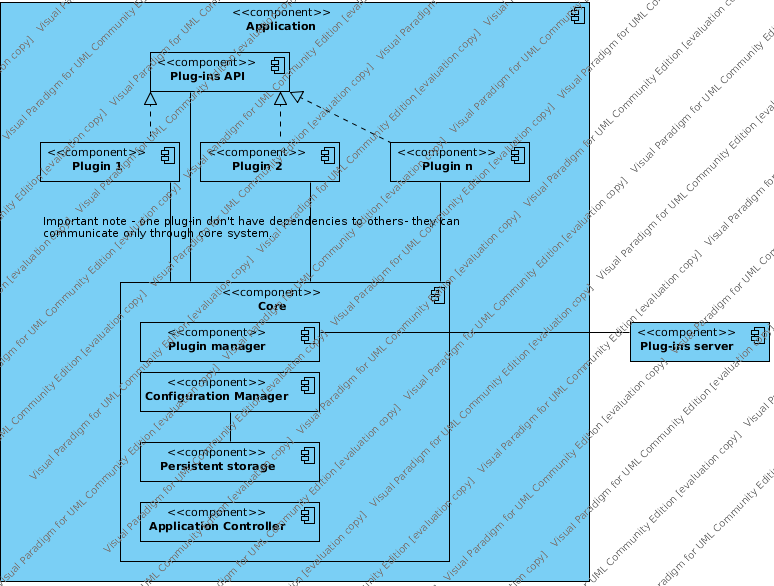 <<component>>
Application
<<component>>
Plug-ins API
<<component>>
Plugin 1
<<component>>
Plugin 2
<<component>>
Plugin n
Important note - one plug-in don't have dependencies to others- they can
communicate only through core system.
<<component>>
Core
<<component>>
Plugin manager
<<component>>
Plug-ins server
<<component>>
Configuration Manager
<<component>>
Persistent storage
<<component>>
Application Controller
Visual Paradigm for UML Community Edition [evaluation copy]